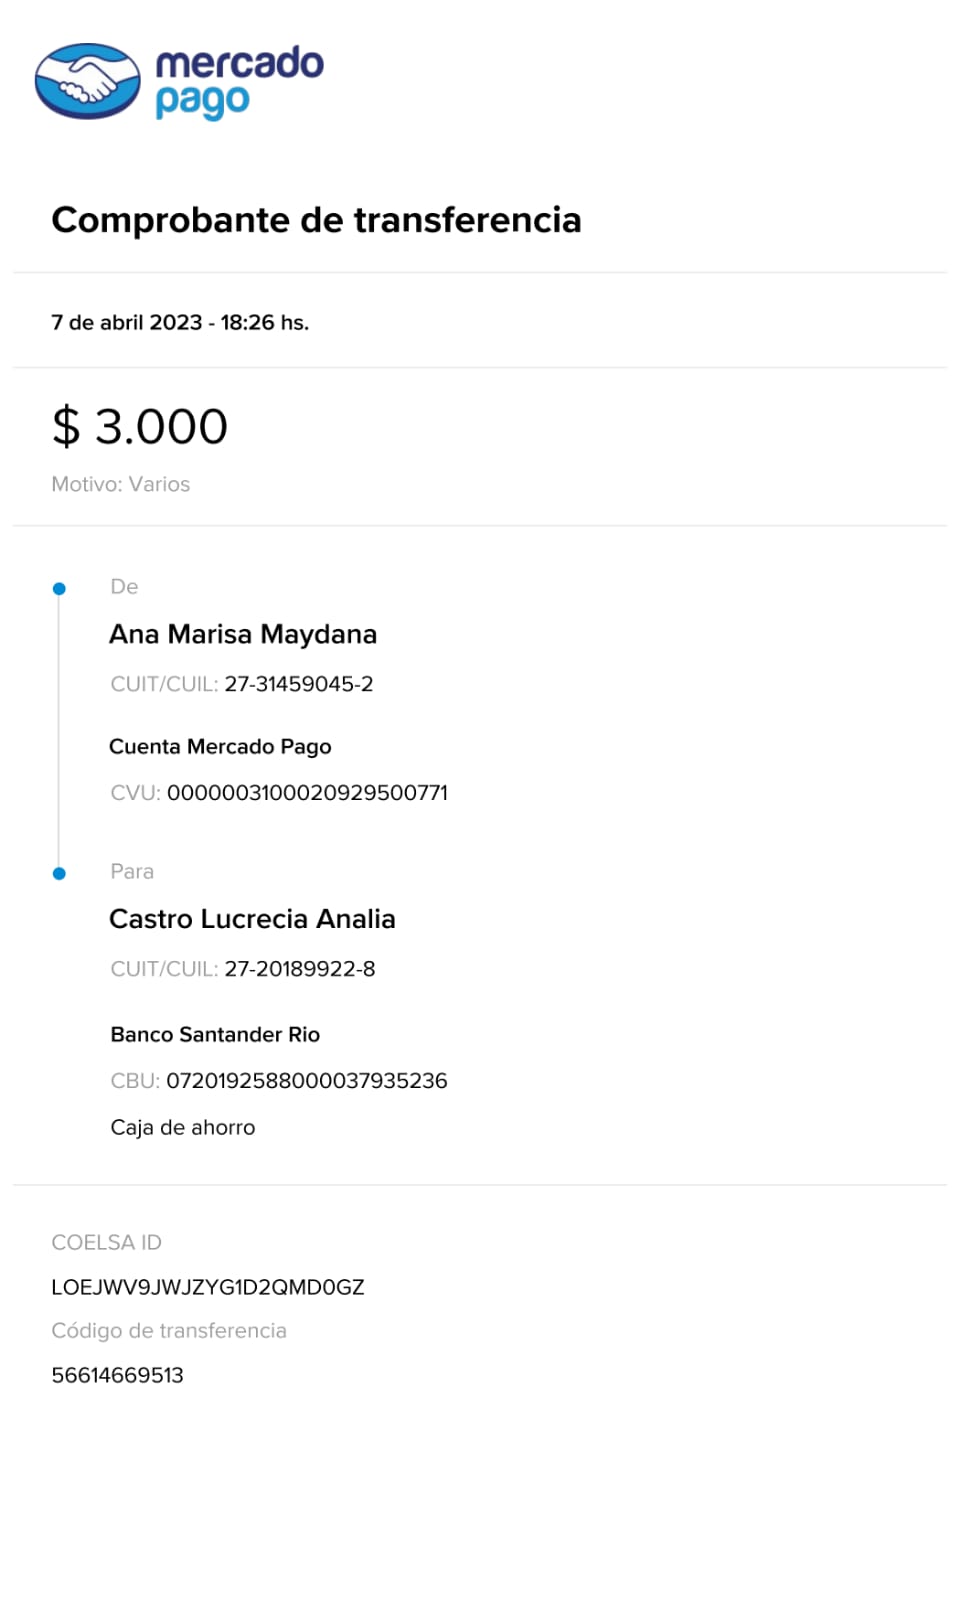 mercado
pago
Comprobante de transferencia
7 de abril 2023 - 18:26 hs.
$ 3.000
Motivo: Varios
De
Ana Marisa Maydana
CUIT/CUIL: 27-31459045-2
Cuenta Mercado Pago
CVU: 0000003100020929500771
Para
Castro Lucrecia Analia
CUIT/CUIL: 27-20189922-8
Banco Santander Rio
CBU: 0720192588000037935236
Caja de ahorro
COELSA ID
LOEJWV9JWJZYG1D2QMD0GZ
Código de transferencia
56614669513